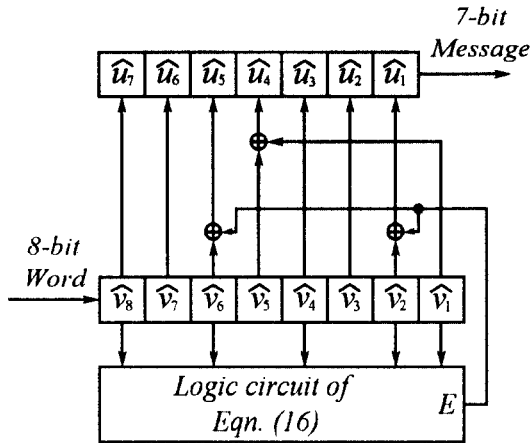 7-bit
Message
û₇ û₆ û₅ û₄ û₃ û₂ û₁
8-bit
Word
v̂₈ v̂₇ v̂₆ v̂₅ v̂₄ v̂₃ v̂₂ v̂₁
Logic circuit of
Eqn. (16)
E